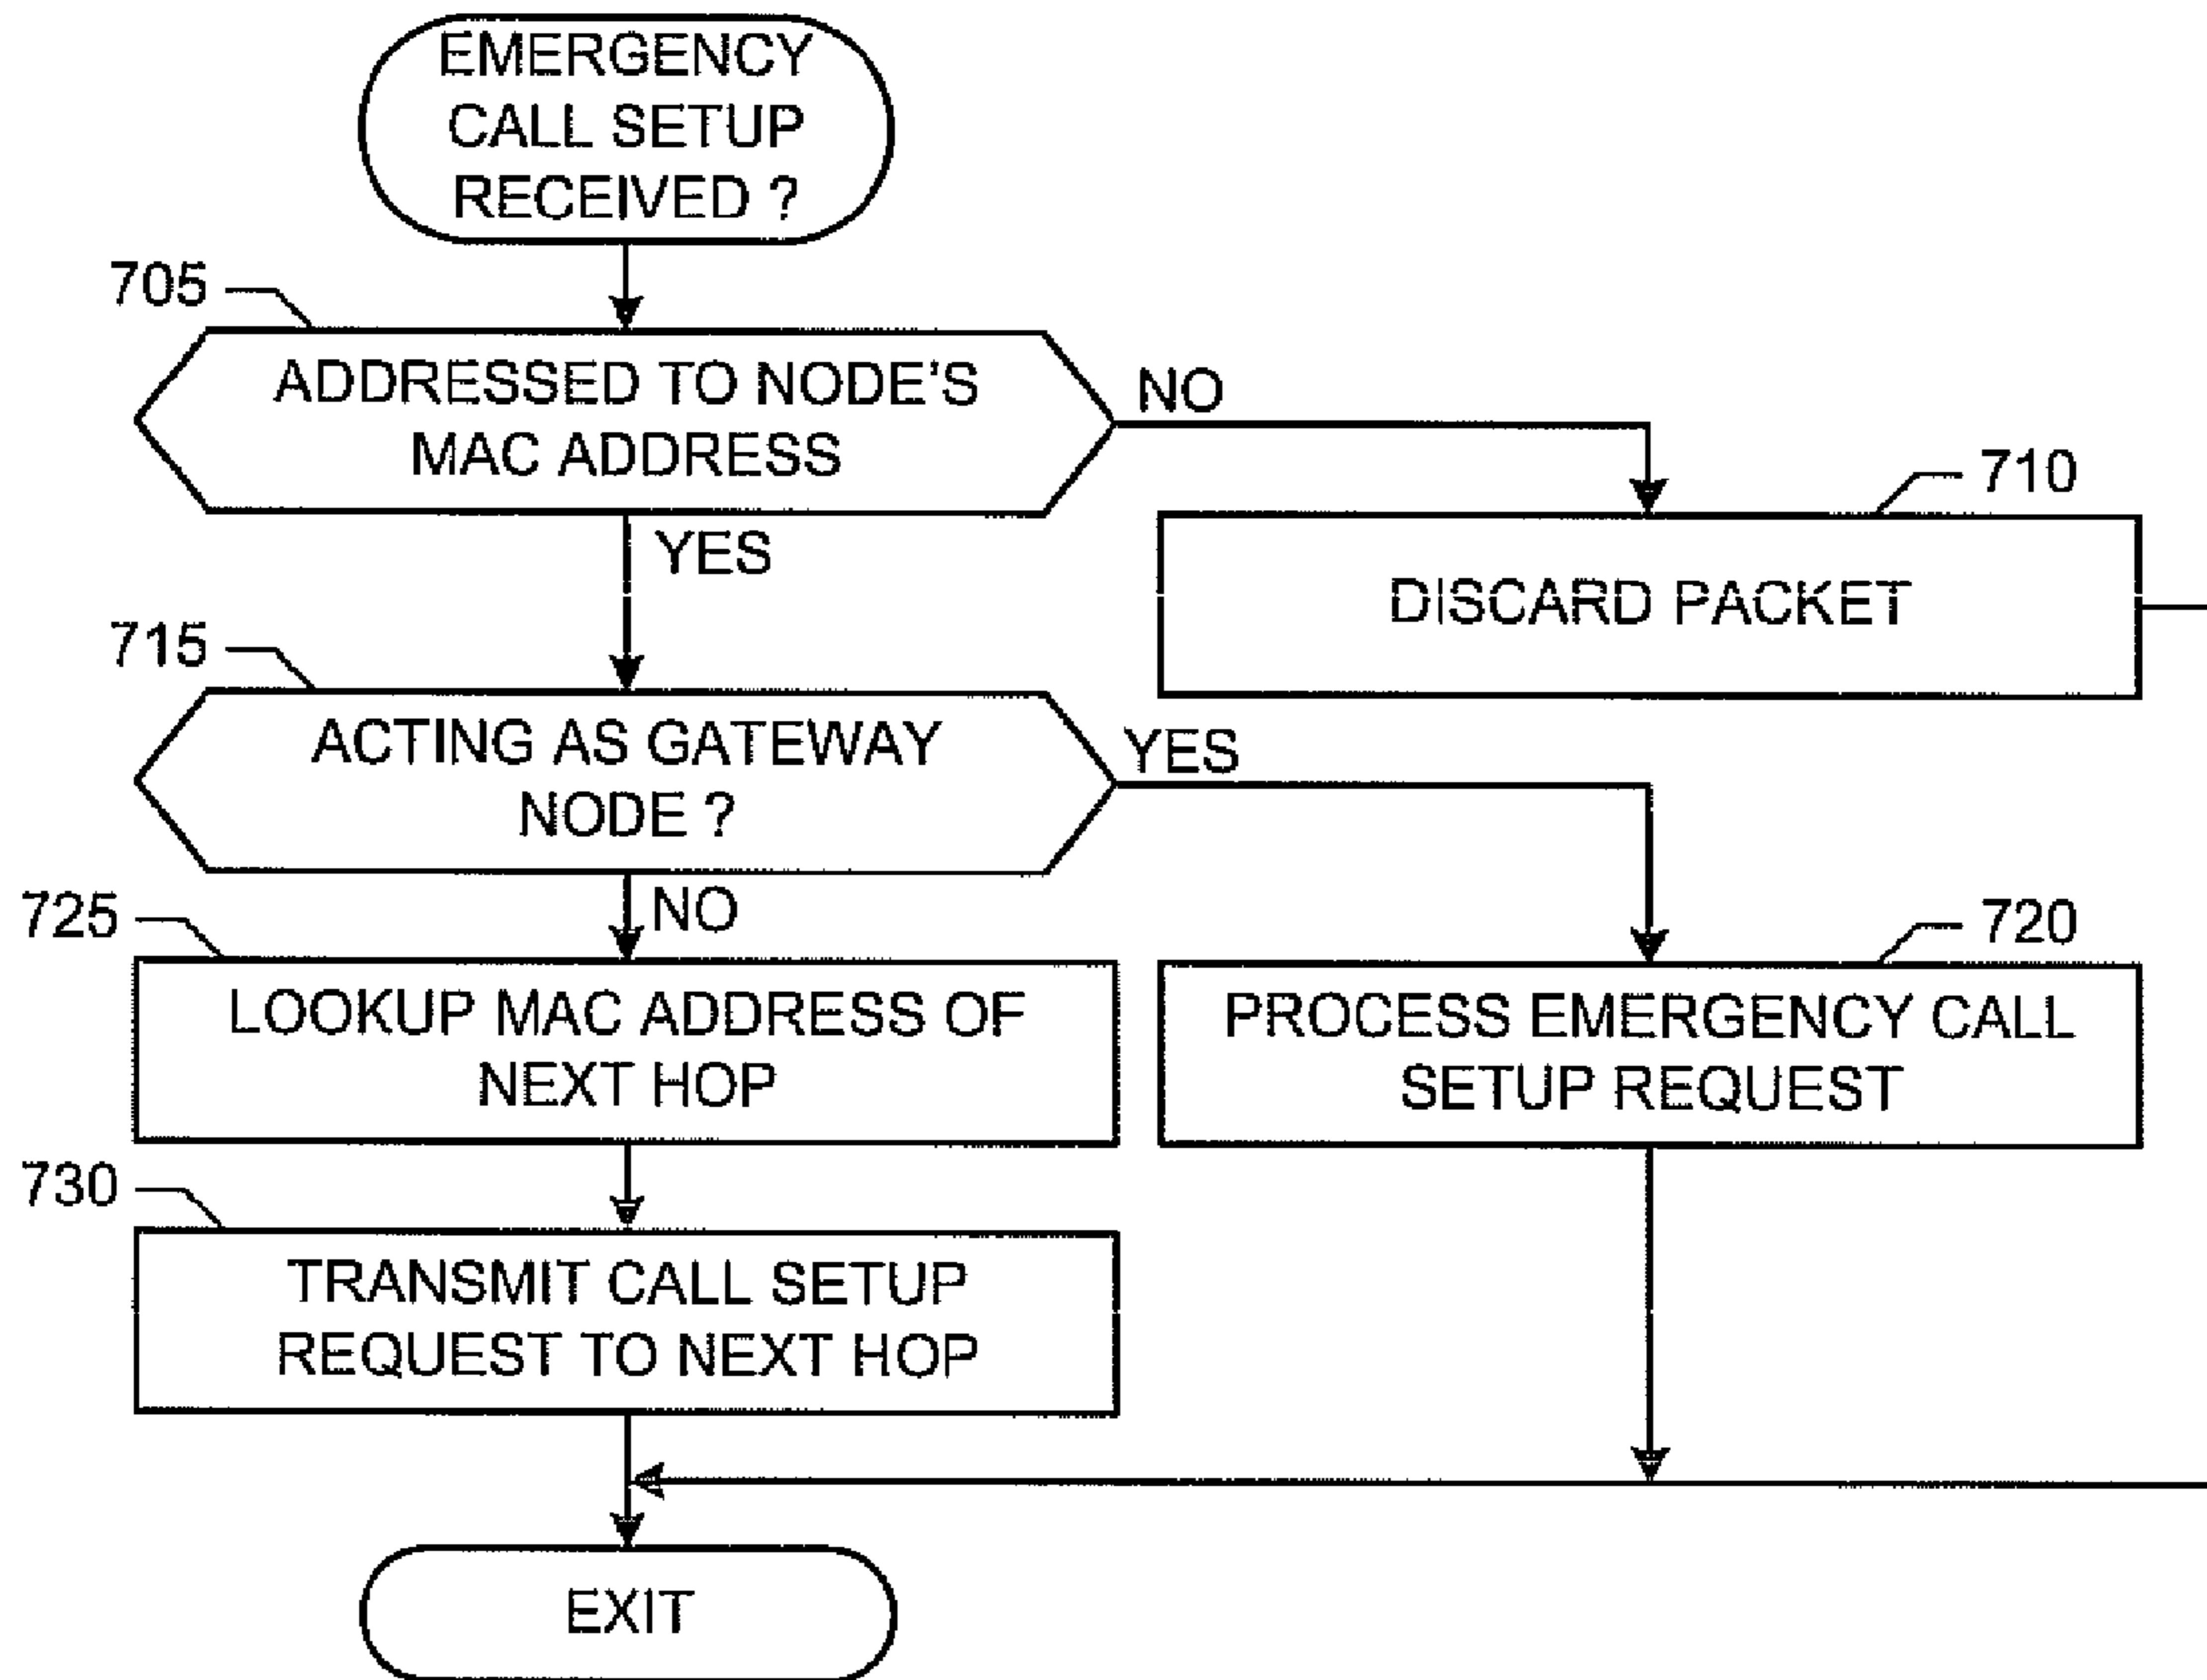 EMERGENCY
CALL SETUP
RECEIVED ?
705
ADDRESSED TO NODE'S
MAC ADDRESS
NO
YES
710
DISCARD PACKET
715
ACTING AS GATEWAY
NODE ?
YES
NO
725
LOOKUP MAC ADDRESS OF
NEXT HOP
720
PROCESS EMERGENCY CALL
SETUP REQUEST
730
TRANSMIT CALL SETUP
REQUEST TO NEXT HOP
EXIT